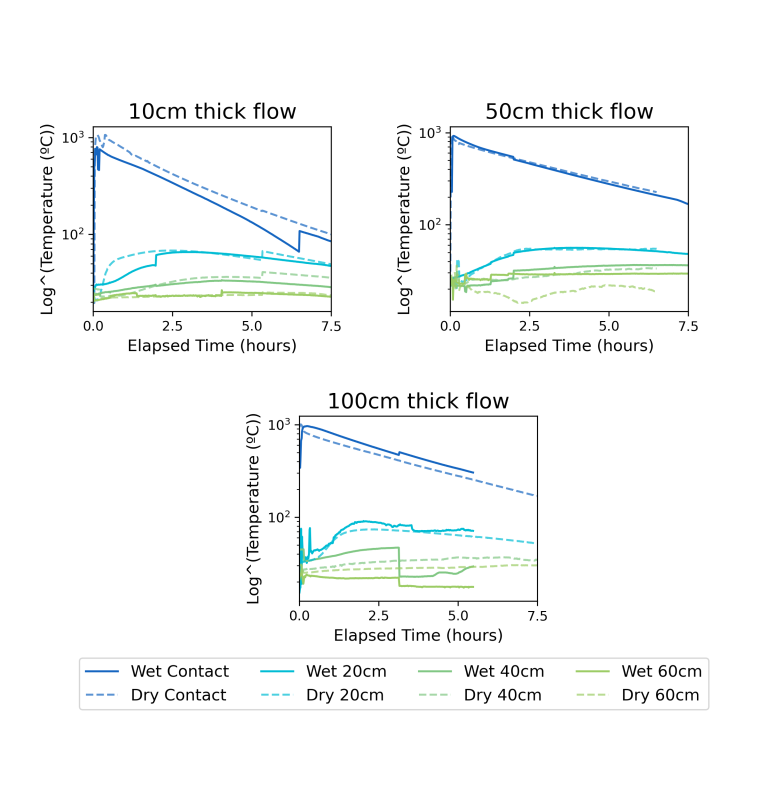 10cm thick flow
50cm thick flow
Log^(Temperature (ºC))
10³
10²
0.0 2.5 5.0 7.5
Elapsed Time (hours)
Log^(Temperature (ºC))
10³
10²
0.0 2.5 5.0 7.5
Elapsed Time (hours)
100cm thick flow
Log^(Temperature (ºC))
10³
10²
0.0 2.5 5.0 7.5
Elapsed Time (hours)
Wet Contact Wet 20cm Wet 40cm Wet 60cm
Dry Contact Dry 20cm Dry 40cm Dry 60cm